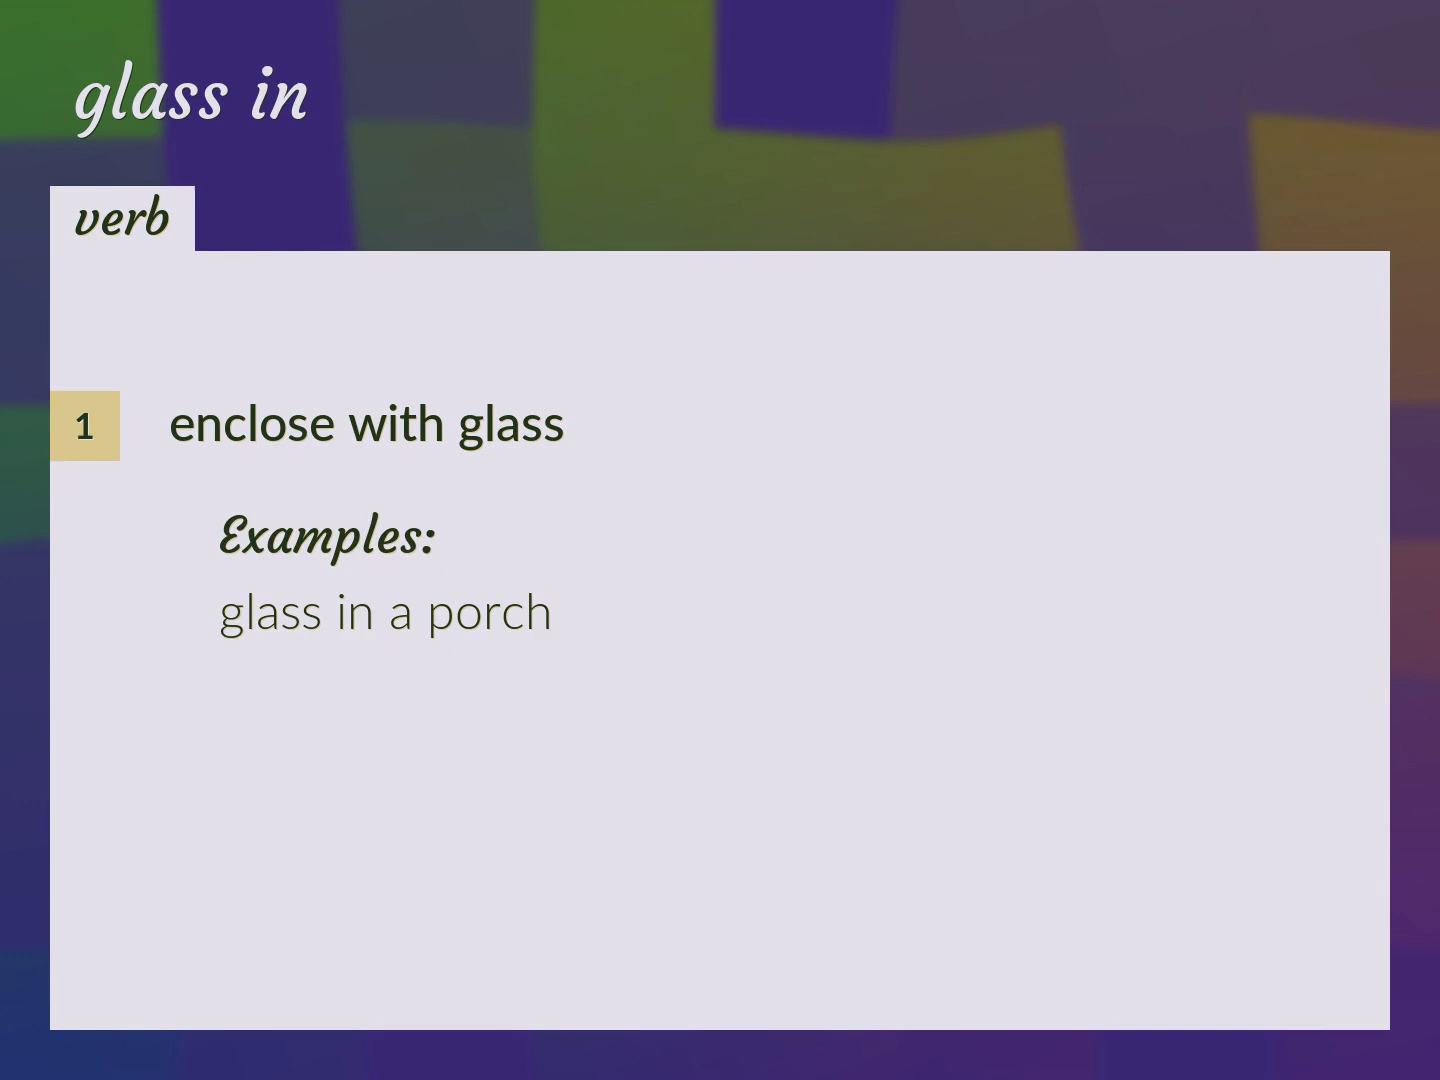 glass in
verb
1
enclose with glass
Examples:
glass in a porch